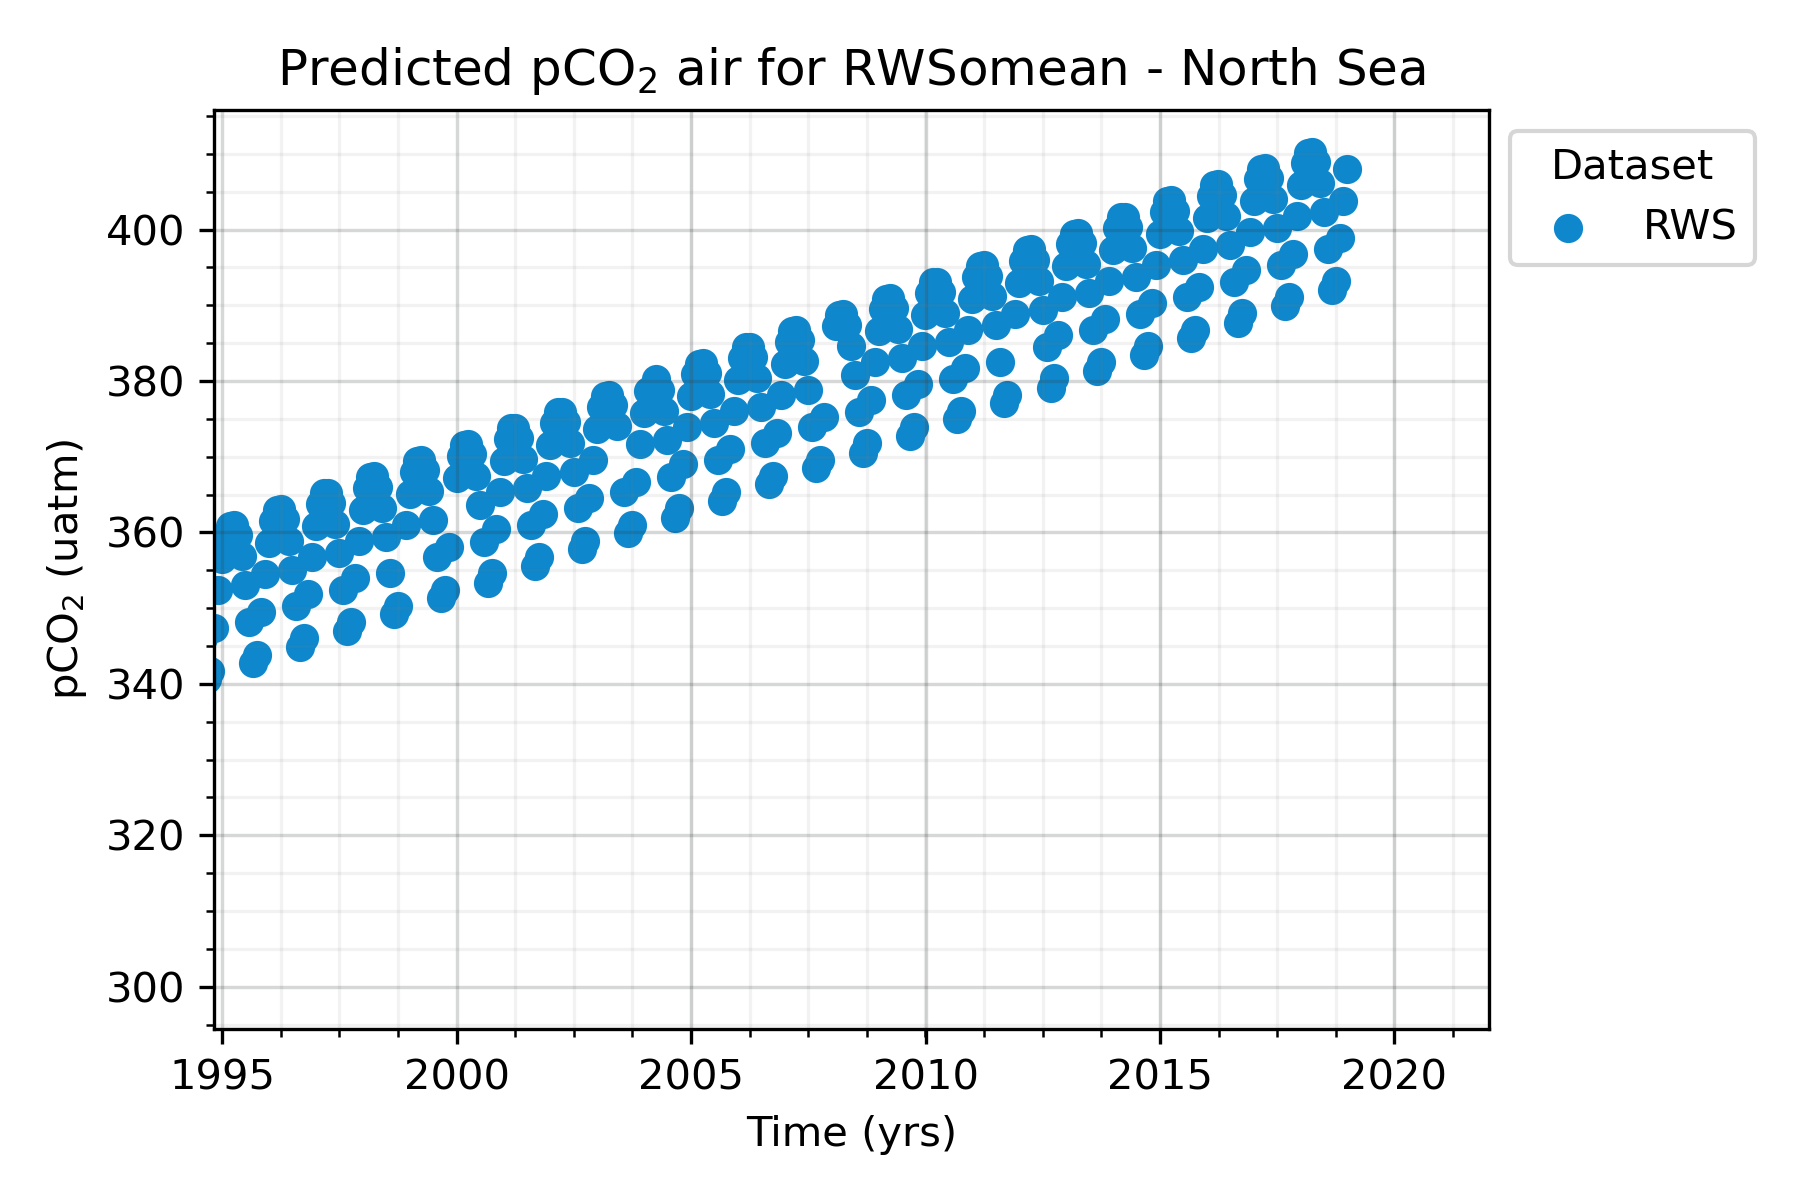 Predicted pCO₂ air for RWSomean - North Sea
Dataset
RWS
400
380
360
340
320
300
pCO₂ (uatm)
1995 2000 2005 2010 2015 2020
Time (yrs)